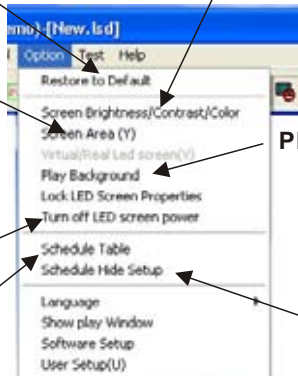 emo)-[New.lsd]
Option Test Help
Restore to Default
Screen Brightness/Contrast/Color
Screen Area (Y)
Virtual/Real Led screen(V)
Play Background
Pl
Lock LED Screen Properties
Turn off LED screen power
Schedule Table
Schedule Hide Setup
Language
Show play Window
Software Setup
User Setup(U)